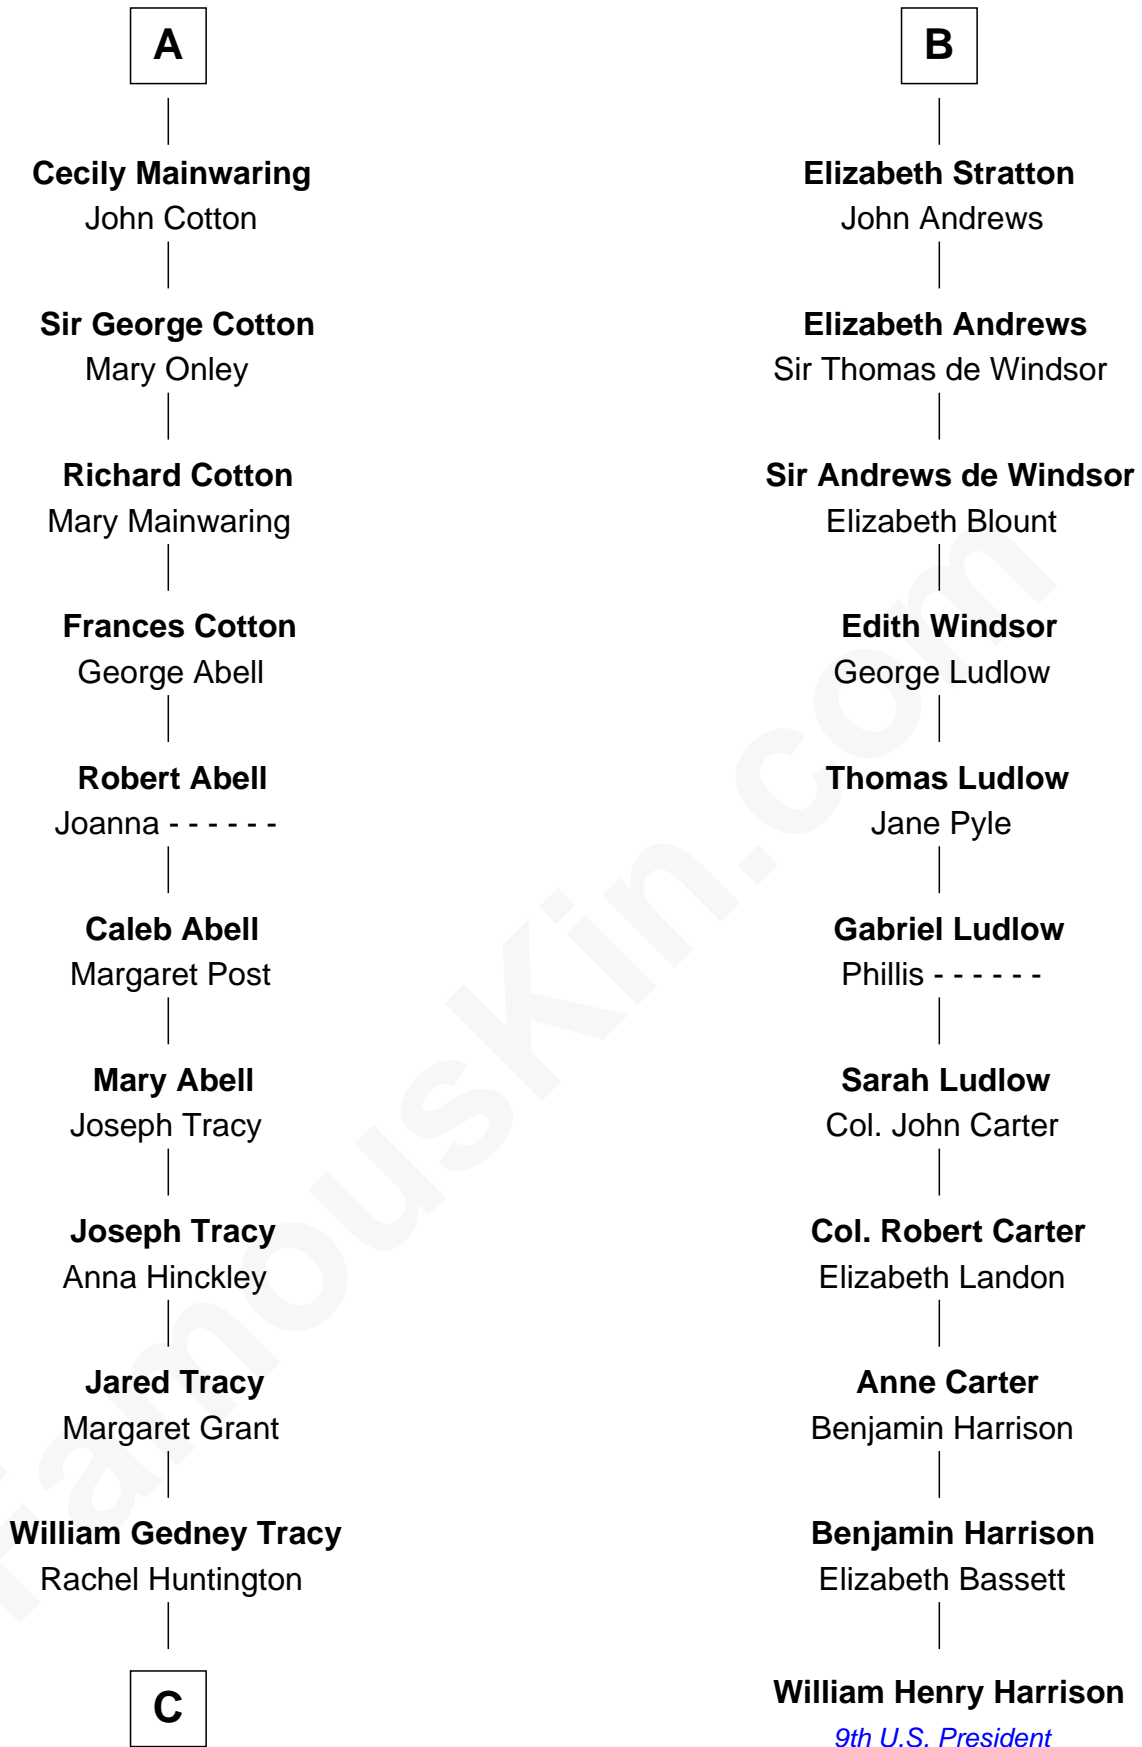 A
Cecily Mainwaring
John Cotton
Sir George Cotton
Mary Onley
Richard Cotton
Mary Mainwaring
Frances Cotton
George Abell
Robert Abell
Joanna - - - - - -
Caleb Abell
Margaret Post
Mary Abell
Joseph Tracy
Joseph Tracy
Anna Hinckley
Jared Tracy
Margaret Grant
William Gedney Tracy
Rachel Huntington
C
B
Elizabeth Stratton
John Andrews
Elizabeth Andrews
Sir Thomas de Windsor
Sir Andrews de Windsor
Elizabeth Blount
Edith Windsor
George Ludlow
Thomas Ludlow
Jane Pyle
Gabriel Ludlow
Phillis - - - - - -
Sarah Ludlow
Col. John Carter
Col. Robert Carter
Elizabeth Landon
Anne Carter
Benjamin Harrison
Benjamin Harrison
Elizabeth Bassett
William Henry Harrison
9th U.S. President
FamousKin.com